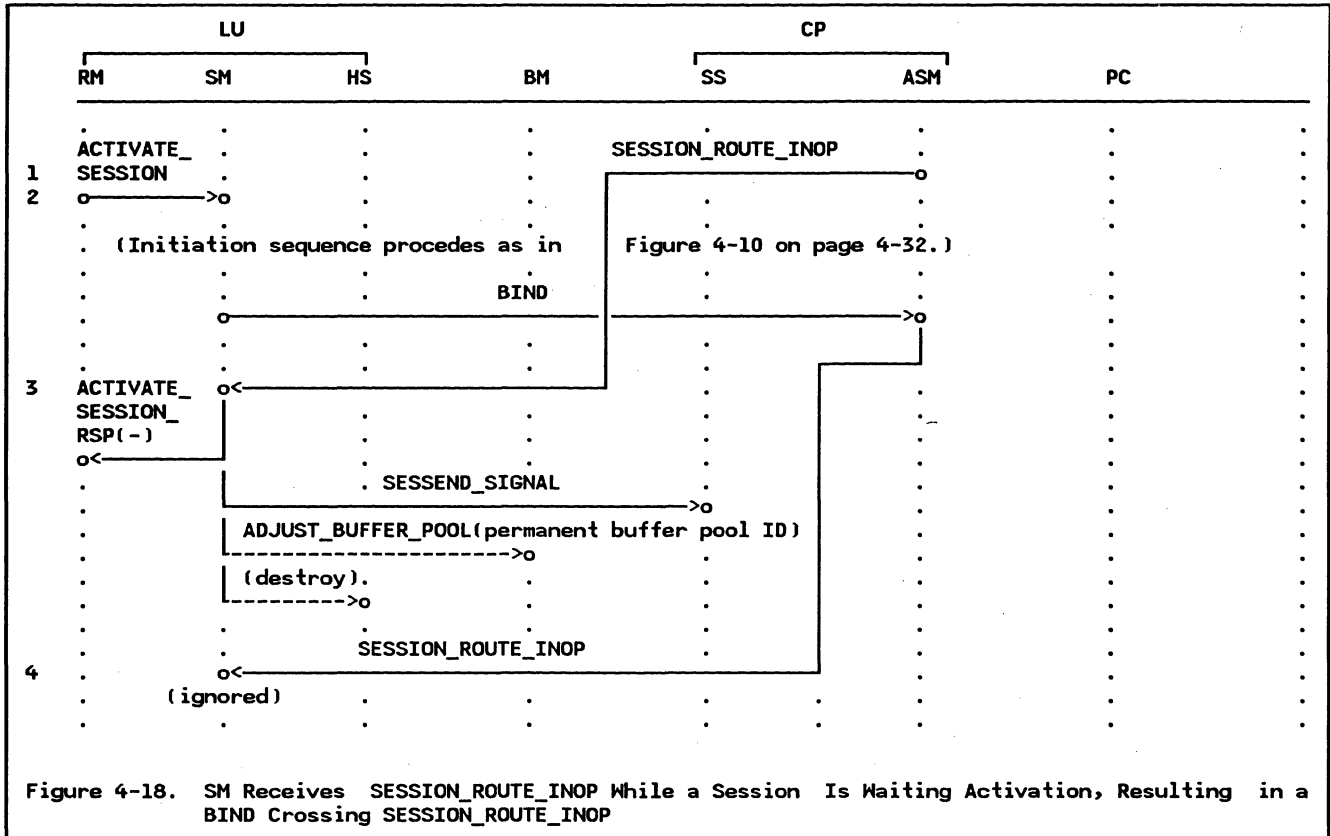 LU CP
RM SM HS BM SS ASM PC
ACTIVATE_ SESSION_ROUTE_INOP
1 SESSION
2 o------>o
(Initiation sequence procedes as in Figure 4-10 on page 4-32.)
BIND
3 ACTIVATE_
SESSION_
RSP(-)
SESSEND_SIGNAL
ADJUST_BUFFER_POOL(permanent buffer pool ID)
(destroy).
SESSION_ROUTE_INOP
4
(ignored)
Figure 4-18. SM Receives SESSION_ROUTE_INOP While a Session Is Waiting Activation, Resulting in a
BIND Crossing SESSION_ROUTE_INOP